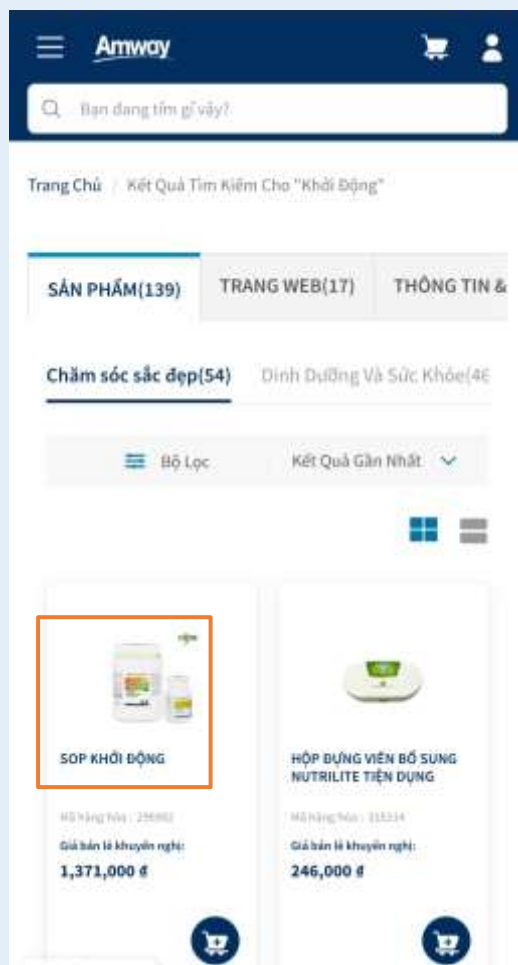 Amway
Bạn đang tìm gì vậy?
Trang Chủ / Kết Quả Tìm Kiếm Cho "Khởi Động"
SẢN PHẨM(139) TRANG WEB(17) THÔNG TIN &
Chăm sóc sắc đẹp(54) Dinh Dưỡng Và Sức Khỏe(46
Bộ Lọc Kết Quả Gần Nhất
SOP KHỞI ĐỘNG
Mã hàng hóa :
Giá bán lẻ khuyến nghị:
1,371,000 đ
HỘP ĐỰNG VIÊN BỔ SUNG
NUTRILITE TIỆN DỤNG
Mã hàng hóa :
Giá bán lẻ khuyến nghị:
246,000 đ